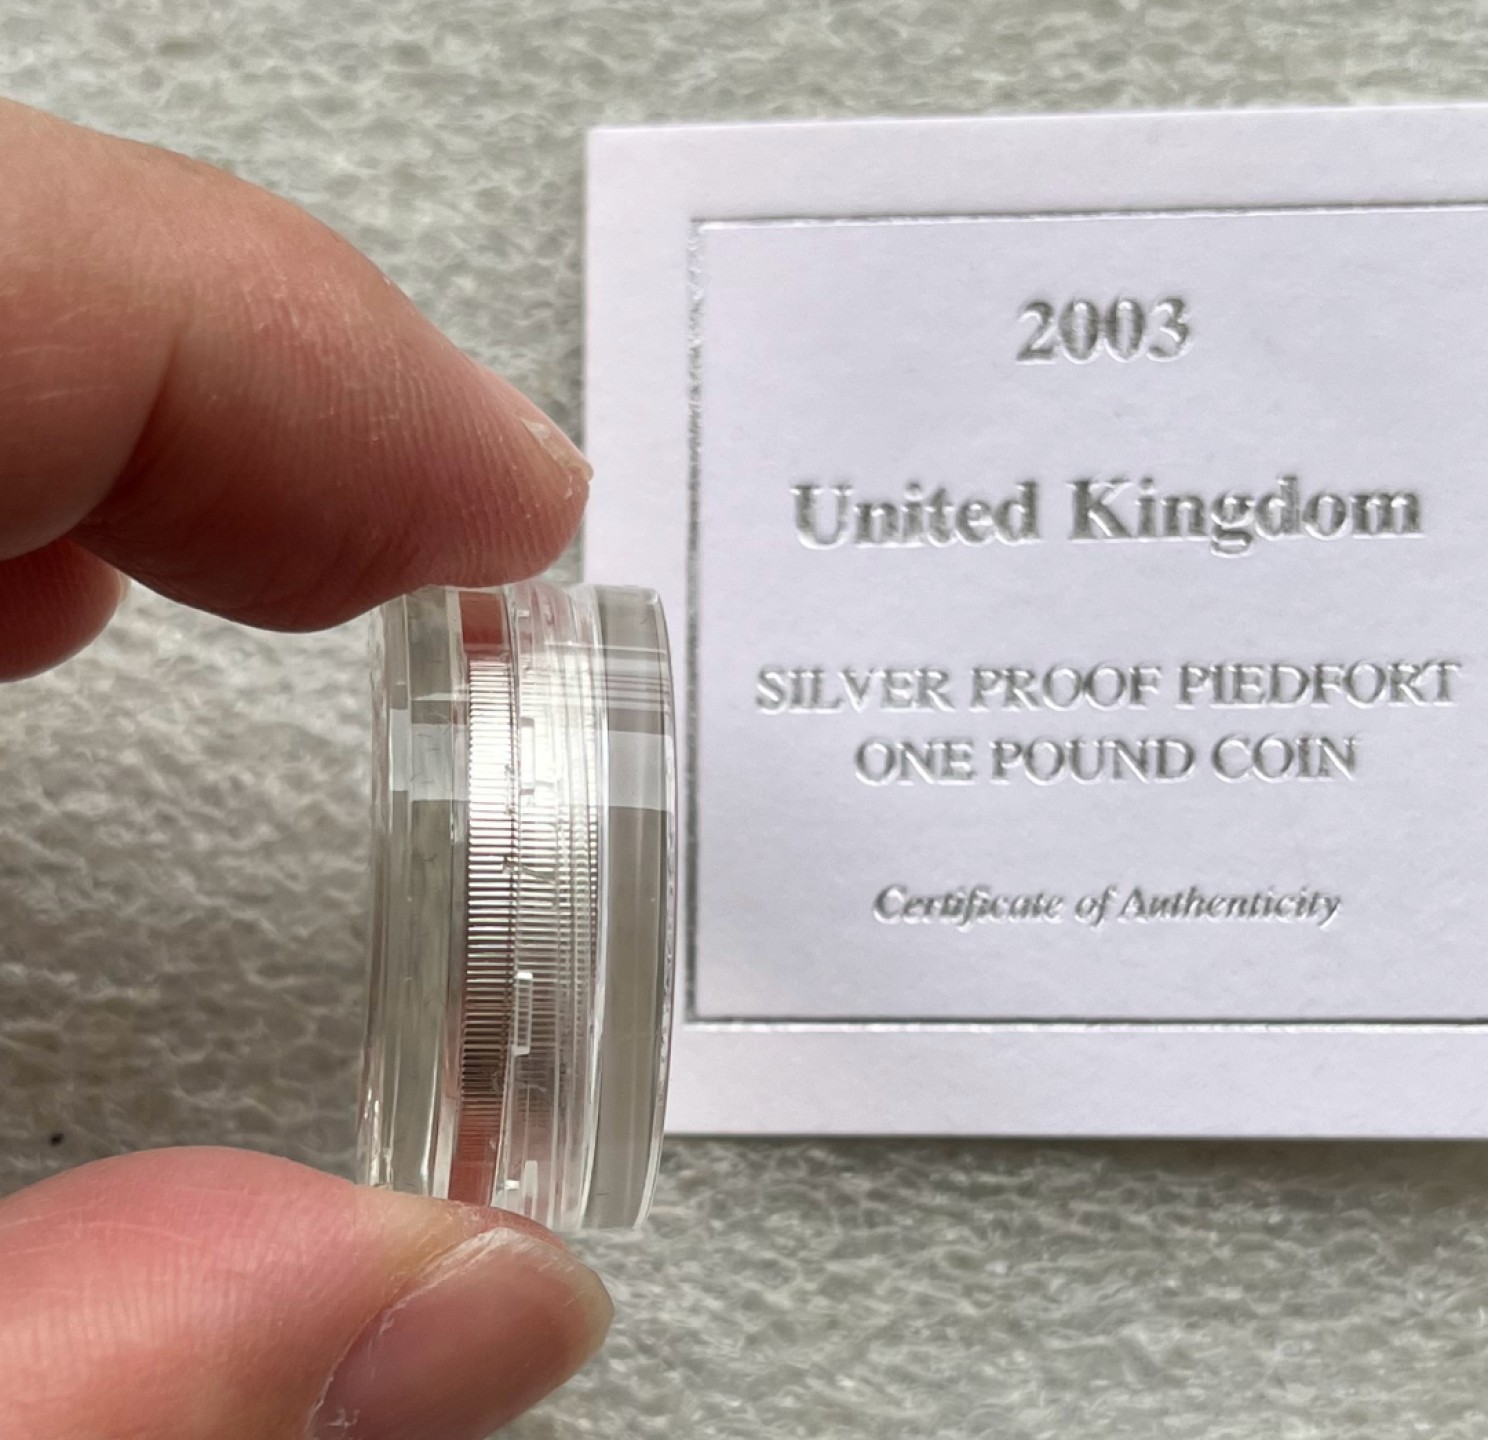 2003
United Kingdom
SILVER PROOF PIEDFORT
ONE POUND COIN
Certificate of Authenticity